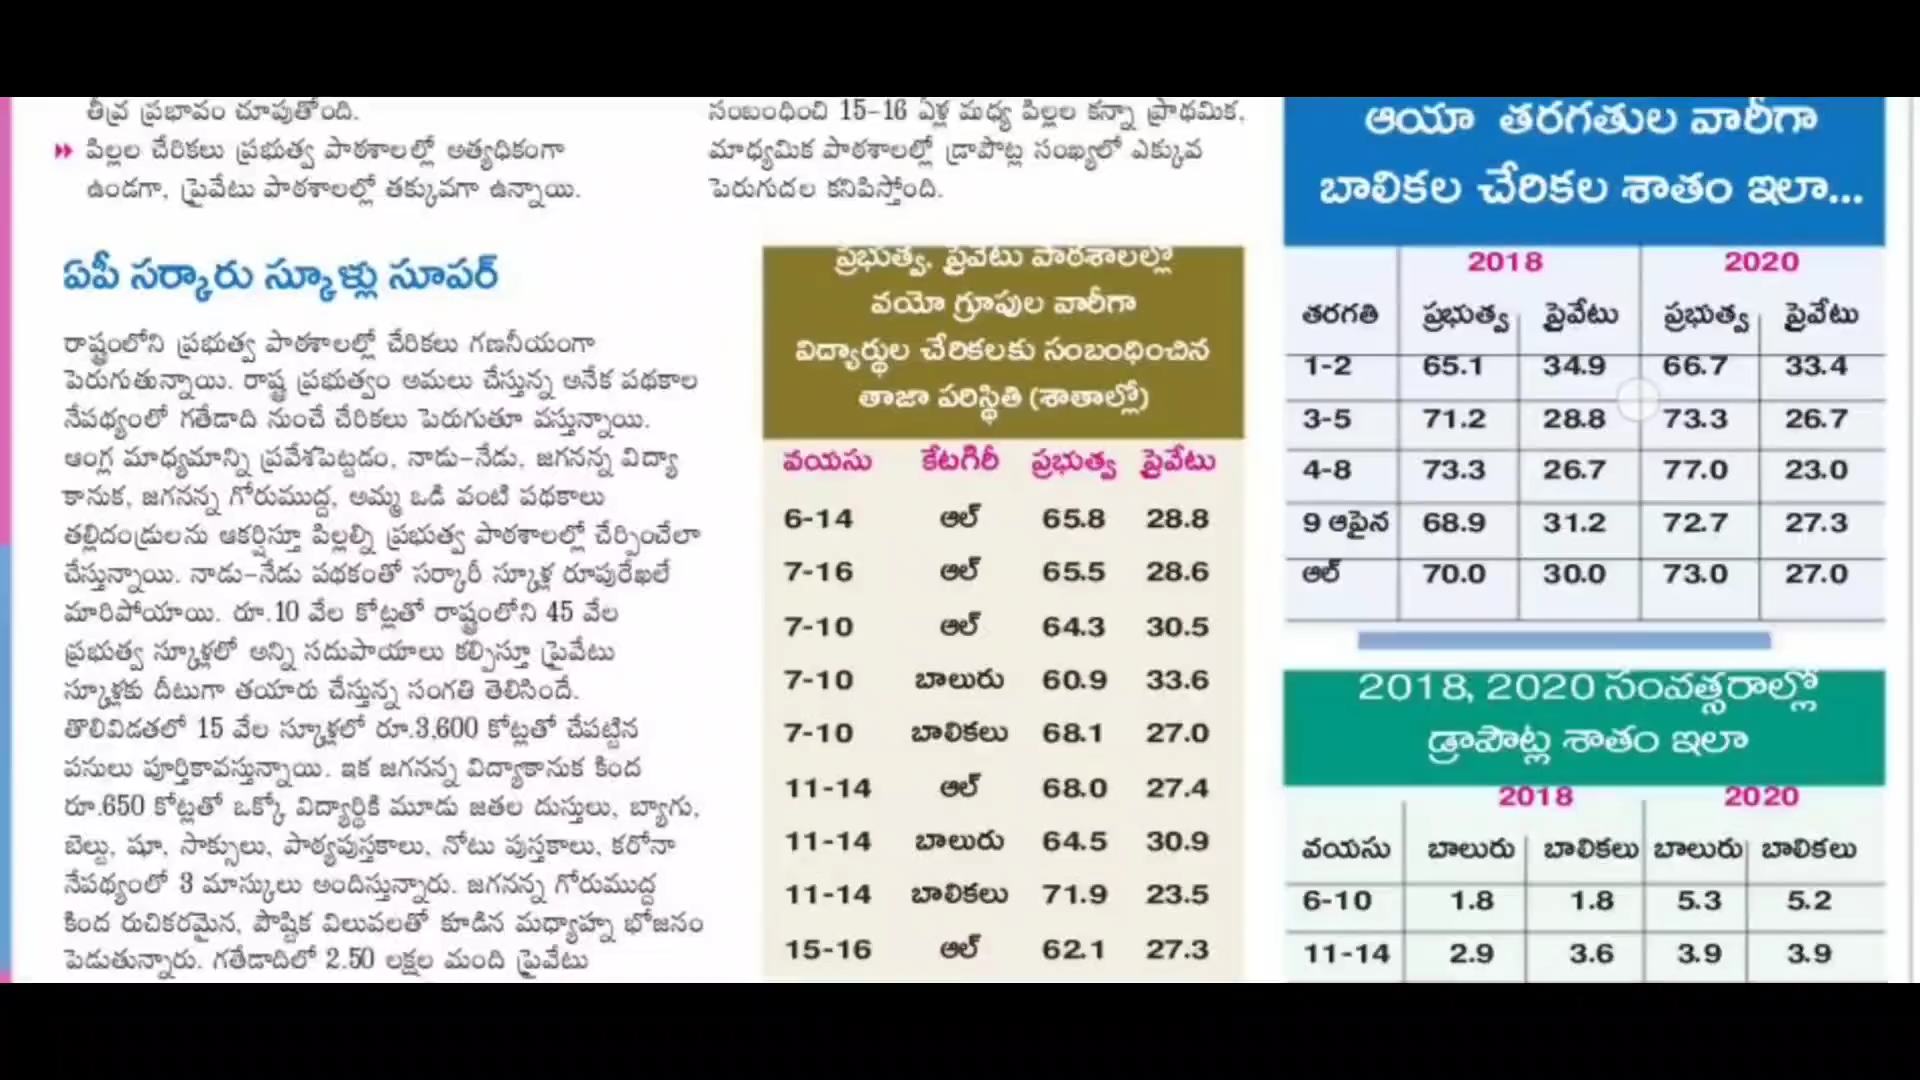 తీవ్ర ప్రభావం చూపుతోంది.
పిల్లల చేరికలు ప్రభుత్వ పాఠశాలల్లో అత్యధికంగా
ఉండగా, ప్రైవేటు పాఠశాలల్లో తక్కువగా ఉన్నాయి.
ఏపీ సర్కారు స్కూళ్లు సూపర్
రాష్ట్రంలోని ప్రభుత్వ పాఠశాలల్లో చేరికలు గణనీయంగా
పెరుగుతున్నాయి. రాష్ట్ర ప్రభుత్వం అమలు చేస్తున్న అనేక పథకాల
నేపథ్యంలో గతేడాది నుంచే చేరికలు పెరుగుతూ వస్తున్నాయి.
ఆంగ్ల మాధ్యమాన్ని ప్రవేశపెట్టడం, నాడు–నేడు, జగనన్న విద్యా
కానుక, జగనన్న గోరుముద్ద, అమ్మ ఒడి వంటి పథకాలు
తల్లిదండ్రులను ఆకర్షిస్తూ పిల్లల్ని ప్రభుత్వ పాఠశాలల్లో చేర్పించేలా
చేస్తున్నాయి. నాడు–నేడు పథకంతో సర్కారీ స్కూళ్ల రూపురేఖలే
మారిపోయాయి. రూ.10 వేల కోట్లతో రాష్ట్రంలోని 45 వేల
ప్రభుత్వ స్కూళ్లలో అన్ని సదుపాయాలు కల్పిస్తూ ప్రైవేటు
స్కూళ్లకు దీటుగా తయారు చేస్తున్న సంగతి తెలిసిందే.
తొలివిడతలో 15 వేల స్కూళ్లలో రూ.3,600 కోట్లతో చేపట్టిన
పనులు పూర్తికావస్తున్నాయి. ఇక జగనన్న విద్యాకానుక కింద
రూ.650 కోట్లతో ఒక్కో విద్యార్థికి మూడు జతల దుస్తులు, బ్యాగు,
బెల్టు, షూ, సాక్సులు, పాఠ్యపుస్తకాలు, నోటు పుస్తకాలు, కరోనా
నేపథ్యంలో 3 మాస్కులు అందిస్తున్నారు. జగనన్న గోరుముద్ద
కింద రుచికరమైన, పౌష్టిక విలువలతో కూడిన మధ్యాహ్న భోజనం
పెడుతున్నారు. గతేడాదిలో 2.50 లక్షల మంది ప్రైవేటు
సంబంధించి 15–16 ఏళ్ల మధ్య పిల్లల కన్నా ప్రాథమిక,
మాధ్యమిక పాఠశాలల్లో డ్రాపౌట్ల సంఖ్యలో ఎక్కువ
పెరుగుదల కనిపిస్తోంది.
ప్రభుత్వ, ప్రైవేటు పాఠశాలల్లో
వయో గ్రూపుల వారీగా
విద్యార్థుల చేరికలకు సంబంధించిన
తాజా పరిస్థితి (శాతాల్లో)
వయసు కేటగిరీ ప్రభుత్వ ప్రైవేటు
6-14 ఆల్ 65.8 28.8
7-16 ఆల్ 65.5 28.6
7-10 ఆల్ 64.3 30.5
7-10 బాలురు 60.9 33.6
7-10 బాలికలు 68.1 27.0
11-14 ఆల్ 68.0 27.4
11-14 బాలురు 64.5 30.9
11-14 బాలికలు 71.9 23.5
15-16 ఆల్ 62.1 27.3
ఆయా తరగతుల వారీగా
బాలికల చేరికల శాతం ఇలా...
2018 2020
తరగతి ప్రభుత్వ ప్రైవేటు ప్రభుత్వ ప్రైవేటు
1-2 65.1 34.9 66.7 33.4
3-5 71.2 28.8 73.3 26.7
4-8 73.3 26.7 77.0 23.0
9 ఆపైన 68.9 31.2 72.7 27.3
ఆల్ 70.0 30.0 73.0 27.0
2018, 2020 సంవత్సరాల్లో
డ్రాపౌట్ల శాతం ఇలా
2018 2020
వయసు బాలురు బాలికలు బాలురు బాలికలు
6-10 1.8 1.8 5.3 5.2
11-14 2.9 3.6 3.9 3.9